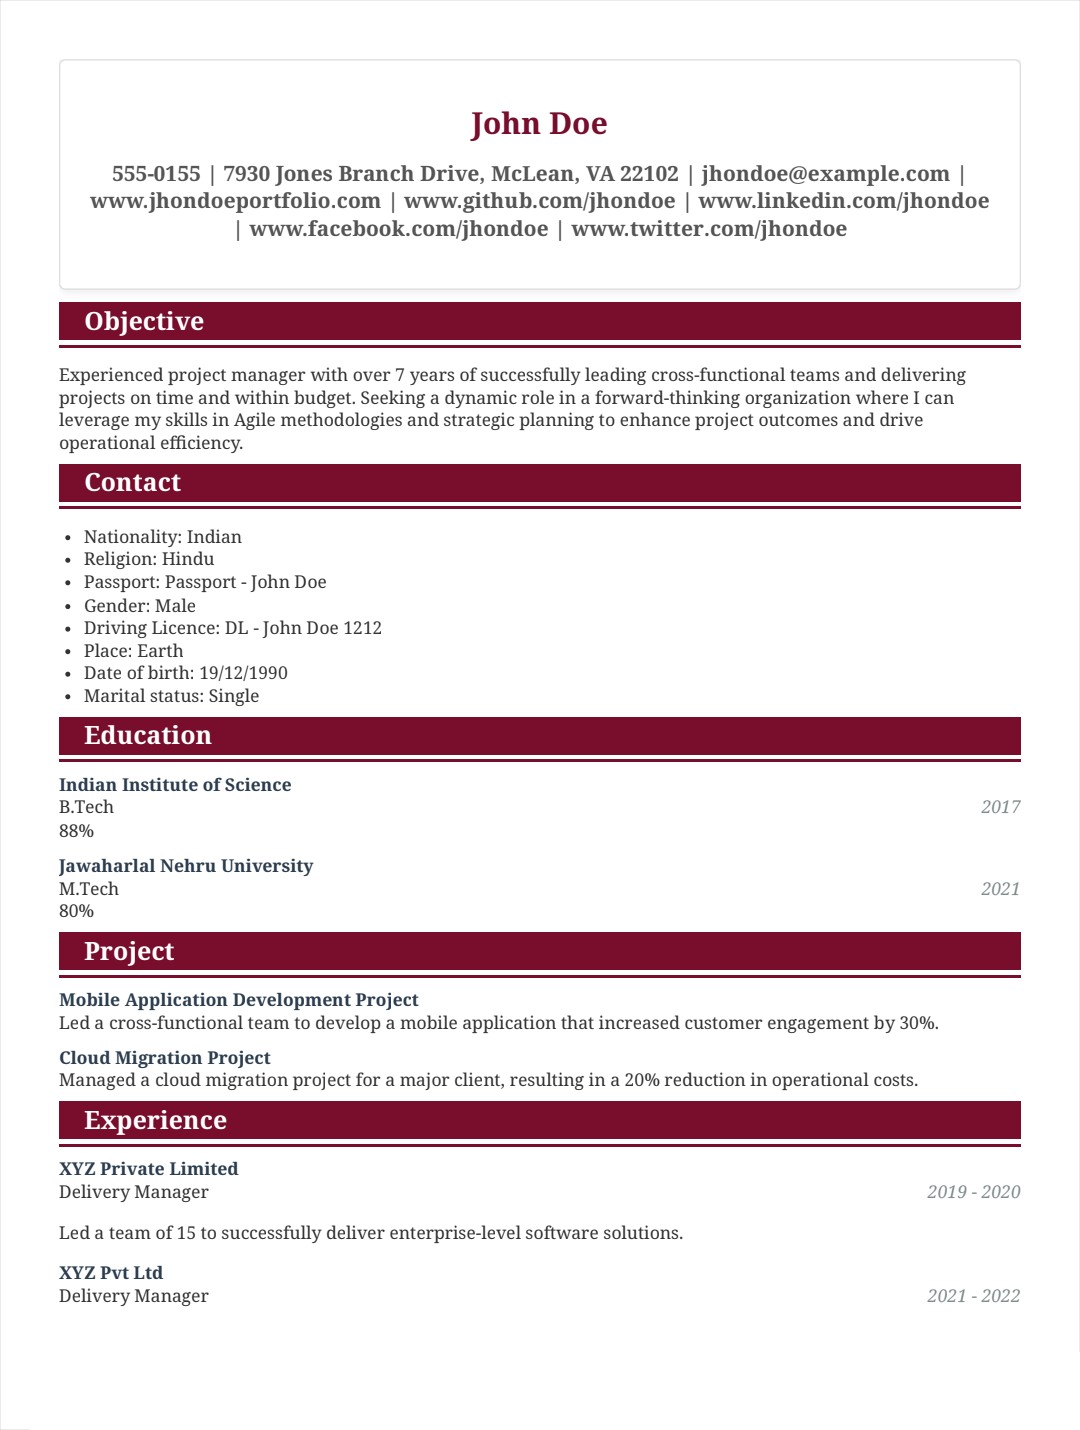 John Doe
555-0155 | 7930 Jones Branch Drive, McLean, VA 22102 | jhondoe@example.com |
www.jhondoeportfolio.com | www.github.com/jhondoe | www.linkedin.com/jhondoe
| www.facebook.com/jhondoe | www.twitter.com/jhondoe
Objective
Experienced project manager with over 7 years of successfully leading cross-functional teams and delivering
projects on time and within budget. Seeking a dynamic role in a forward-thinking organization where I can
leverage my skills in Agile methodologies and strategic planning to enhance project outcomes and drive
operational efficiency.
Contact
• Nationality: Indian
• Religion: Hindu
• Passport: Passport - John Doe
• Gender: Male
• Driving Licence: DL - John Doe 1212
• Place: Earth
• Date of birth: 19/12/1990
• Marital status: Single
Education
Indian Institute of Science
B.Tech 2017
88%
Jawaharlal Nehru University
M.Tech 2021
80%
Project
Mobile Application Development Project
Led a cross-functional team to develop a mobile application that increased customer engagement by 30%.
Cloud Migration Project
Managed a cloud migration project for a major client, resulting in a 20% reduction in operational costs.
Experience
XYZ Private Limited
Delivery Manager 2019 - 2020
Led a team of 15 to successfully deliver enterprise-level software solutions.
XYZ Pvt Ltd
Delivery Manager 2021 - 2022